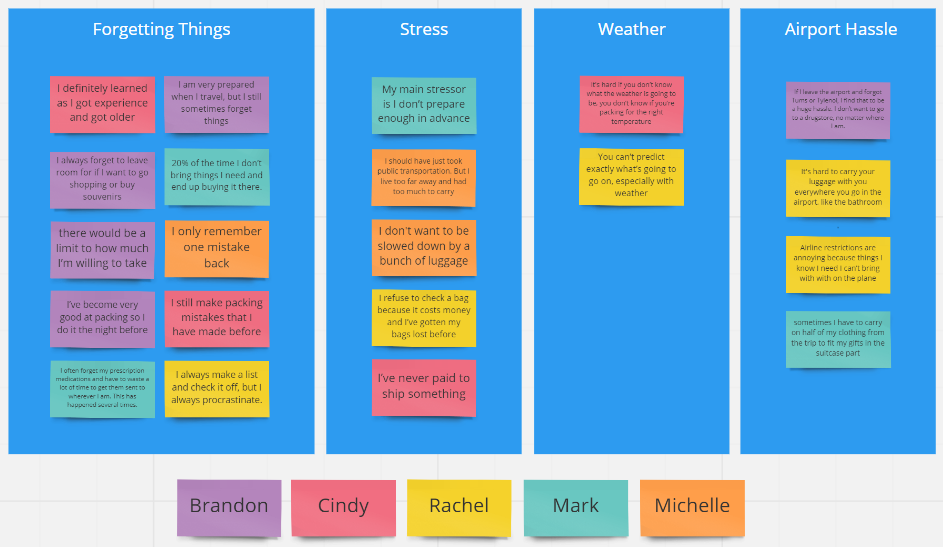 Forgetting Things
I definitely learned
as I got experience
and got older
I am very prepared
when I travel, but I still
sometimes forget
things
I always forget to leave
room for if I want to go
shopping or buy
souvenirs
20% of the time I don't
bring things I need and
end up buying it there.
there would be a
limit to how much
I'm willing to take
I only remember
one mistake
back
I've become very
good at packing so I
do it the night before
I still make packing
mistakes that I
have made before
I often forget my prescription
medications and have to waste a
lot of time to get them sent to
wherever I am. This has
happened several times.
I always make a list
and check it off, but I
always procrastinate.
Stress
My main stressor
is I don't prepare
enough in advance
I should have just took
public transportation. But I
live too far away and had
too much to carry
I don't want to be
slowed down by a
bunch of luggage
I refuse to check a bag
because it costs money
and I've gotten my
bags lost before
I've never paid to
ship something
Weather
It's hard if you don't know
what the weather is going to
be, you don't know if you're
packing for the right
temperature
You can't predict
exactly what's going to
go on, especially with
weather
Airport Hassle
If I leave the airport and forgot
Tums or Tylenol, I find that to be
a huge hassle. I don't want to go
to a drugstore, no matter where
I am.
It's hard to carry your
luggage with you
everywhere you go in the
airport. like the bathroom
Airline restrictions are
annoying because things I
know I need I can't bring
with with on the plane
sometimes I have to carry
on half of my clothing from
the trip to fit my gifts in the
suitcase part
Brandon
Cindy
Rachel
Mark
Michelle